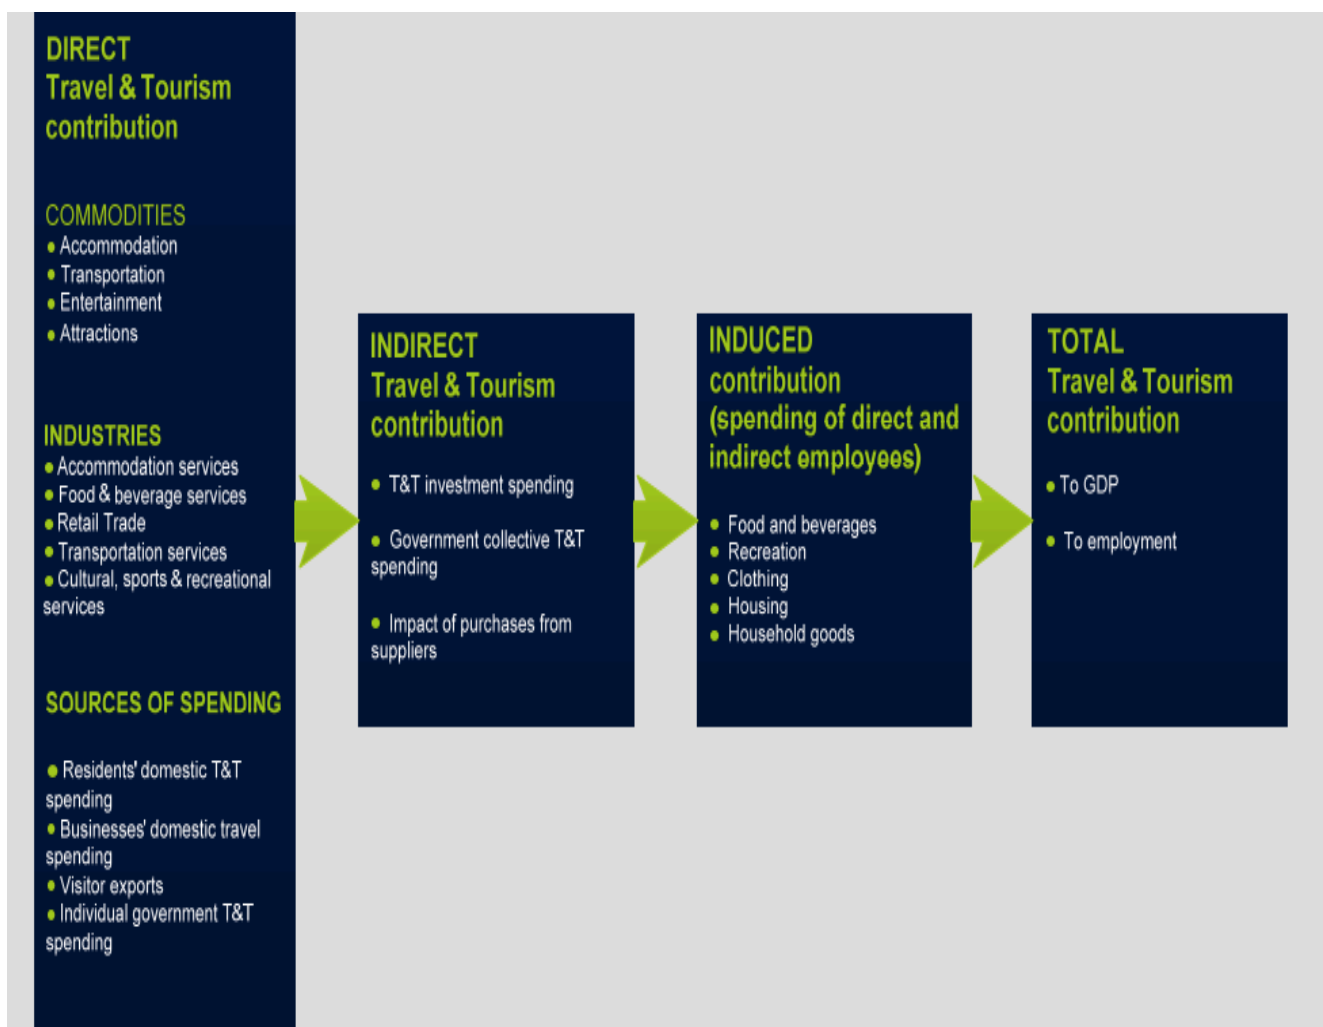 DIRECT
Travel & Tourism
contribution
COMMODITIES
● Accommodation
● Transportation
● Entertainment
● Attractions
INDUSTRIES
● Accommodation services
● Food & beverage services
● Retail Trade
● Transportation services
● Cultural, sports & recreational
services
SOURCES OF SPENDING
● Residents' domestic T&T
spending
● Businesses' domestic travel
spending
● Visitor exports
● Individual government T&T
spending
INDIRECT
Travel & Tourism
contribution
● T&T investment spending
● Government collective T&T
spending
● Impact of purchases from
suppliers
INDUCED
contribution
(spending of direct and
indirect employees)
● Food and beverages
● Recreation
● Clothing
● Housing
● Household goods
TOTAL
Travel & Tourism
contribution
● To GDP
● To employment